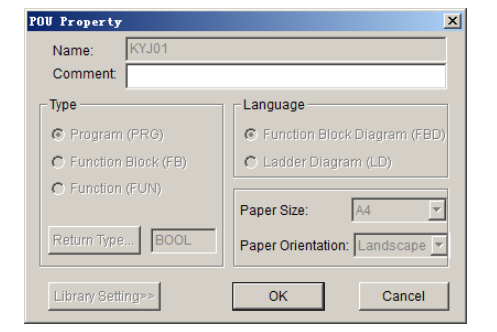 POU Property
Name: KYJ01
Comment:
Type
Program (PRG)
Function Block (FB)
Function (FUN)
Return Type... BOOL
Language
Function Block Diagram (FBD)
Ladder Diagram (LD)
Paper Size: A4
Paper Orientation: Landscape
Library Setting>>
OK
Cancel